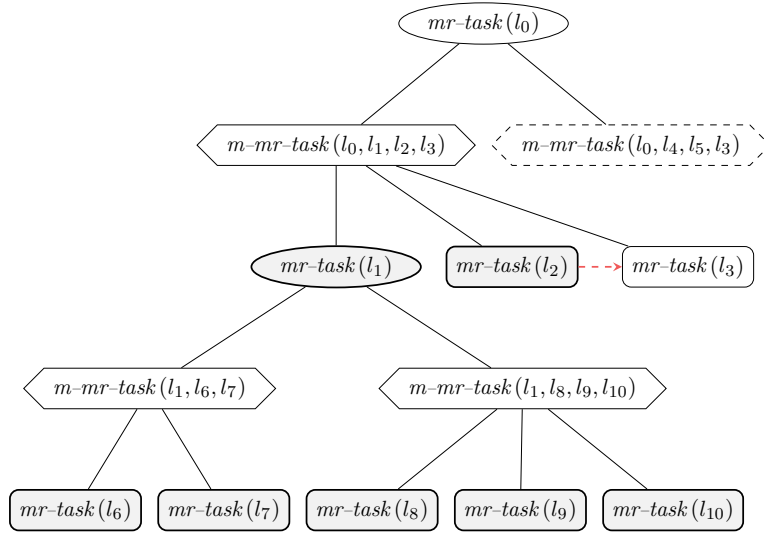 mr–task(l₀)
m–mr–task(l₀, l₁, l₂, l₃)
m–mr–task(l₀, l₄, l₅, l₃)
mr–task(l₁)
mr–task(l₂)
mr–task(l₃)
m–mr–task(l₁, l₆, l₇)
m–mr–task(l₁, l₈, l₉, l₁₀)
mr–task(l₆)
mr–task(l₇)
mr–task(l₈)
mr–task(l₉)
mr–task(l₁₀)